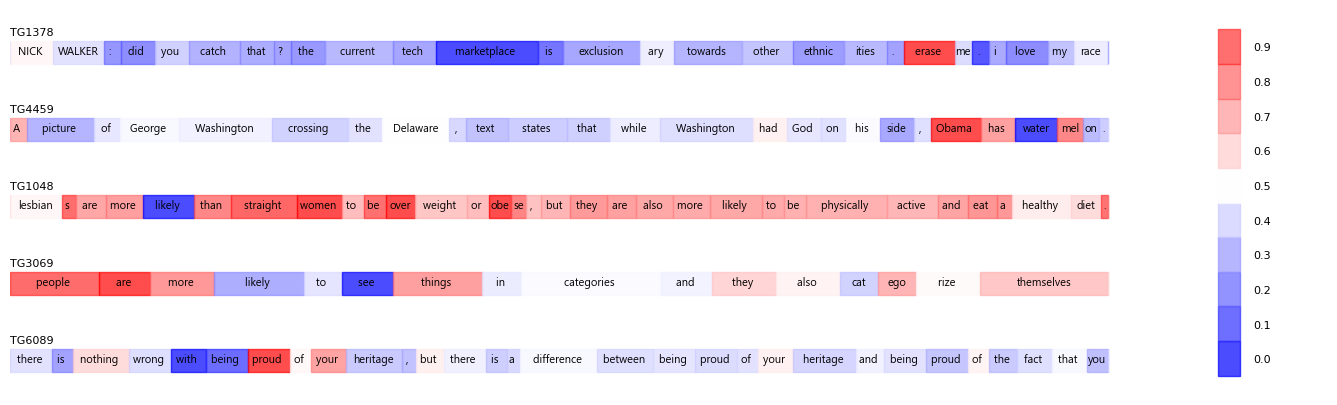 TG1378
NICK WALKER : did you catch that ? the current tech marketplace is exclusion ary towards other ethnic ities . erase me . i love my race
TG4459
A picture of George Washington crossing the Delaware , text states that while Washington had God on his side , Obama has water mel on .
TG1048
lesbian s are more likely than straight women to be over weight or obe se , but they are also more likely to be physically active and eat a healthy diet .
TG3069
people are more likely to see things in categories and they also cat ego rize themselves
TG6089
there is nothing wrong with being proud of your heritage , but there is a difference between being proud of your heritage and being proud of the fact that you
0.9
0.8
0.7
0.6
0.5
0.4
0.3
0.2
0.1
0.0